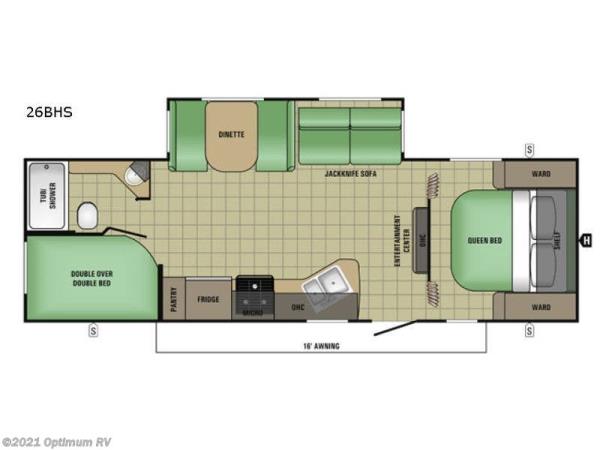 26BHS
DINETTE
JACKKNIFE SOFA
S
WARD
TUB/
SHOWER
ENTERTAINMENT
CENTER
OHC
QUEEN BED
SHELF
H
DOUBLE OVER
DOUBLE BED
PANTRY
FRIDGE
MICRO
OHC
WARD
S
S
16' AWNING
©2021 Optimum RV